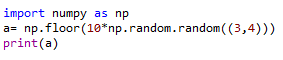 import numpy as np
a= np.floor(10*np.random.random((3,4)))
print(a)